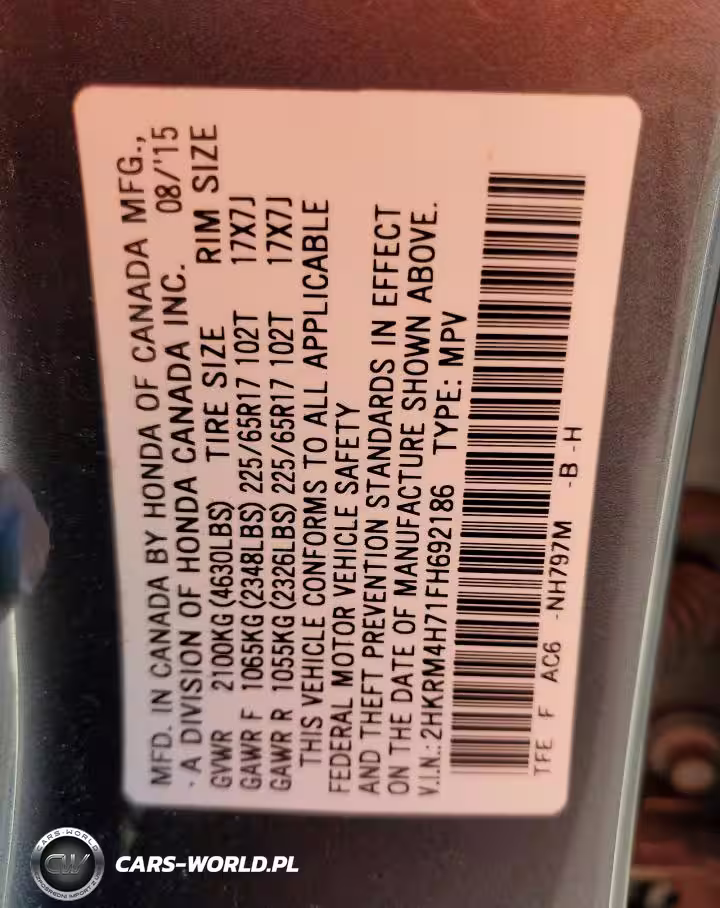 MFD. IN CANADA BY HONDA OF CANADA MFG.,
· A DIVISION OF HONDA CANADA INC. 08/'15
GVWR 2100KG(4630LBS) TIRE SIZE RIM SIZE
GAWR F 1065KG(2348LBS) 225/65R17 102T 17X7J
GAWR R 1055KG(2326LBS) 225/65R17 102T 17X7J
THIS VEHICLE CONFORMS TO ALL APPLICABLE
FEDERAL MOTOR VEHICLE SAFETY
AND THEFT PREVENTION STANDARDS IN EFFECT
ON THE DATE OF MANUFACTURE SHOWN ABOVE.
V.I.N.: 2HKRM4H71FH692186 TYPE: MPV
TFE F AC6 -NH797M -B -H
CARS-WORLD
CW
CARS-WORLD.PL